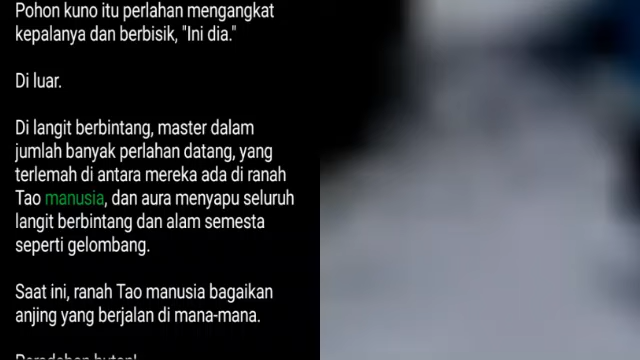 Pohon kuno itu perlahan mengangkat
kepalanya dan berbisik, "Ini dia."
Di luar.
Di langit berbintang, master dalam
jumlah banyak perlahan datang, yang
terlemah di antara mereka ada di ranah
Tao manusia, dan aura menyapu seluruh
langit berbintang dan alam semesta
seperti gelombang.
Saat ini, ranah Tao manusia bagaikan
anjing yang berjalan di mana-mana.